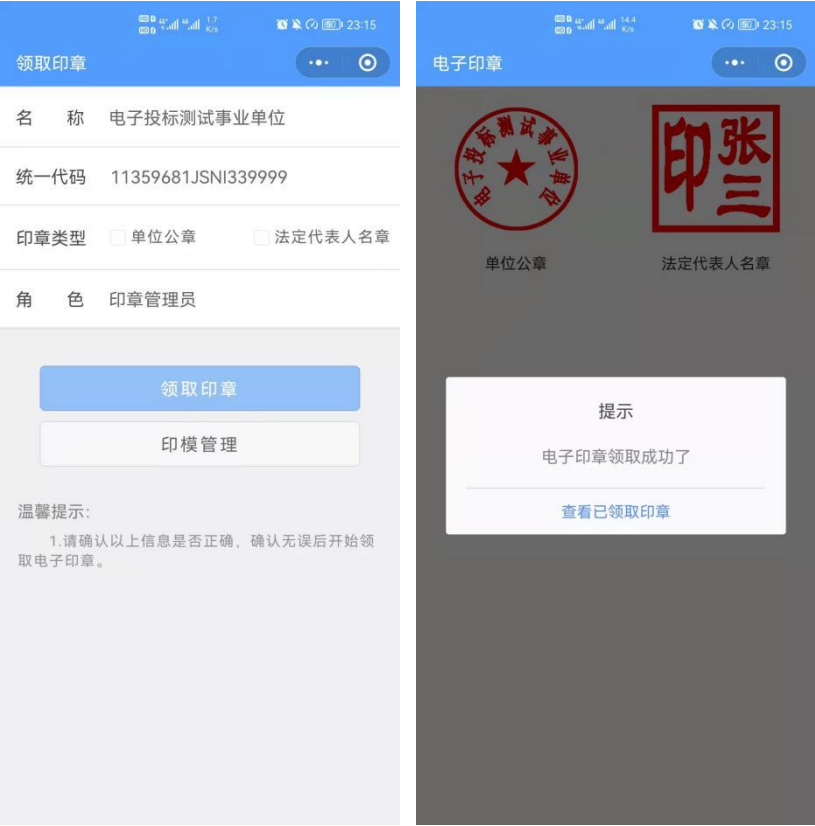 1.7
K/s
50
23:15
领取印章
名 称 电子投标测试事业单位
统一代码 11359681JSNI339999
印章类型 单位公章 法定代表人名章
角 色 印章管理员
领取印章
印模管理
温馨提示:
1.请确认以上信息是否正确，确认无误后开始领
取电子印章。
14.4
K/s
50
23:15
电子印章
电子投标测试事业单位
张三印
单位公章
法定代表人名章
提示
电子印章领取成功了
查看已领取印章